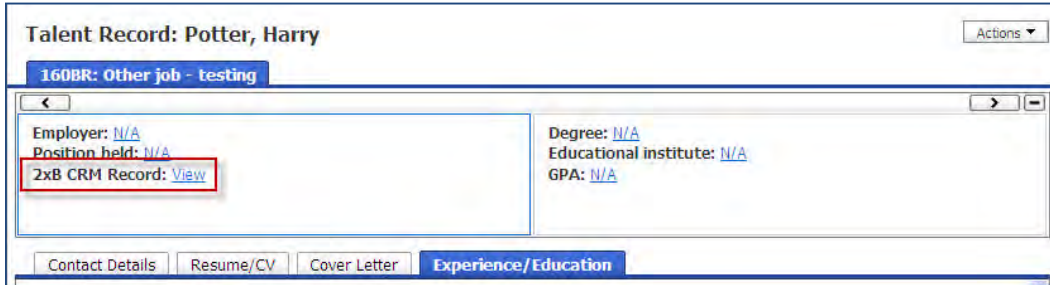 Talent Record: Potter, Harry
Actions ▼
160BR: Other job - testing
< > -
Employer: N/A
Position held: N/A
2xB CRM Record: View
Degree: N/A
Educational institute: N/A
GPA: N/A
Contact Details Resume/CV Cover Letter Experience/Education